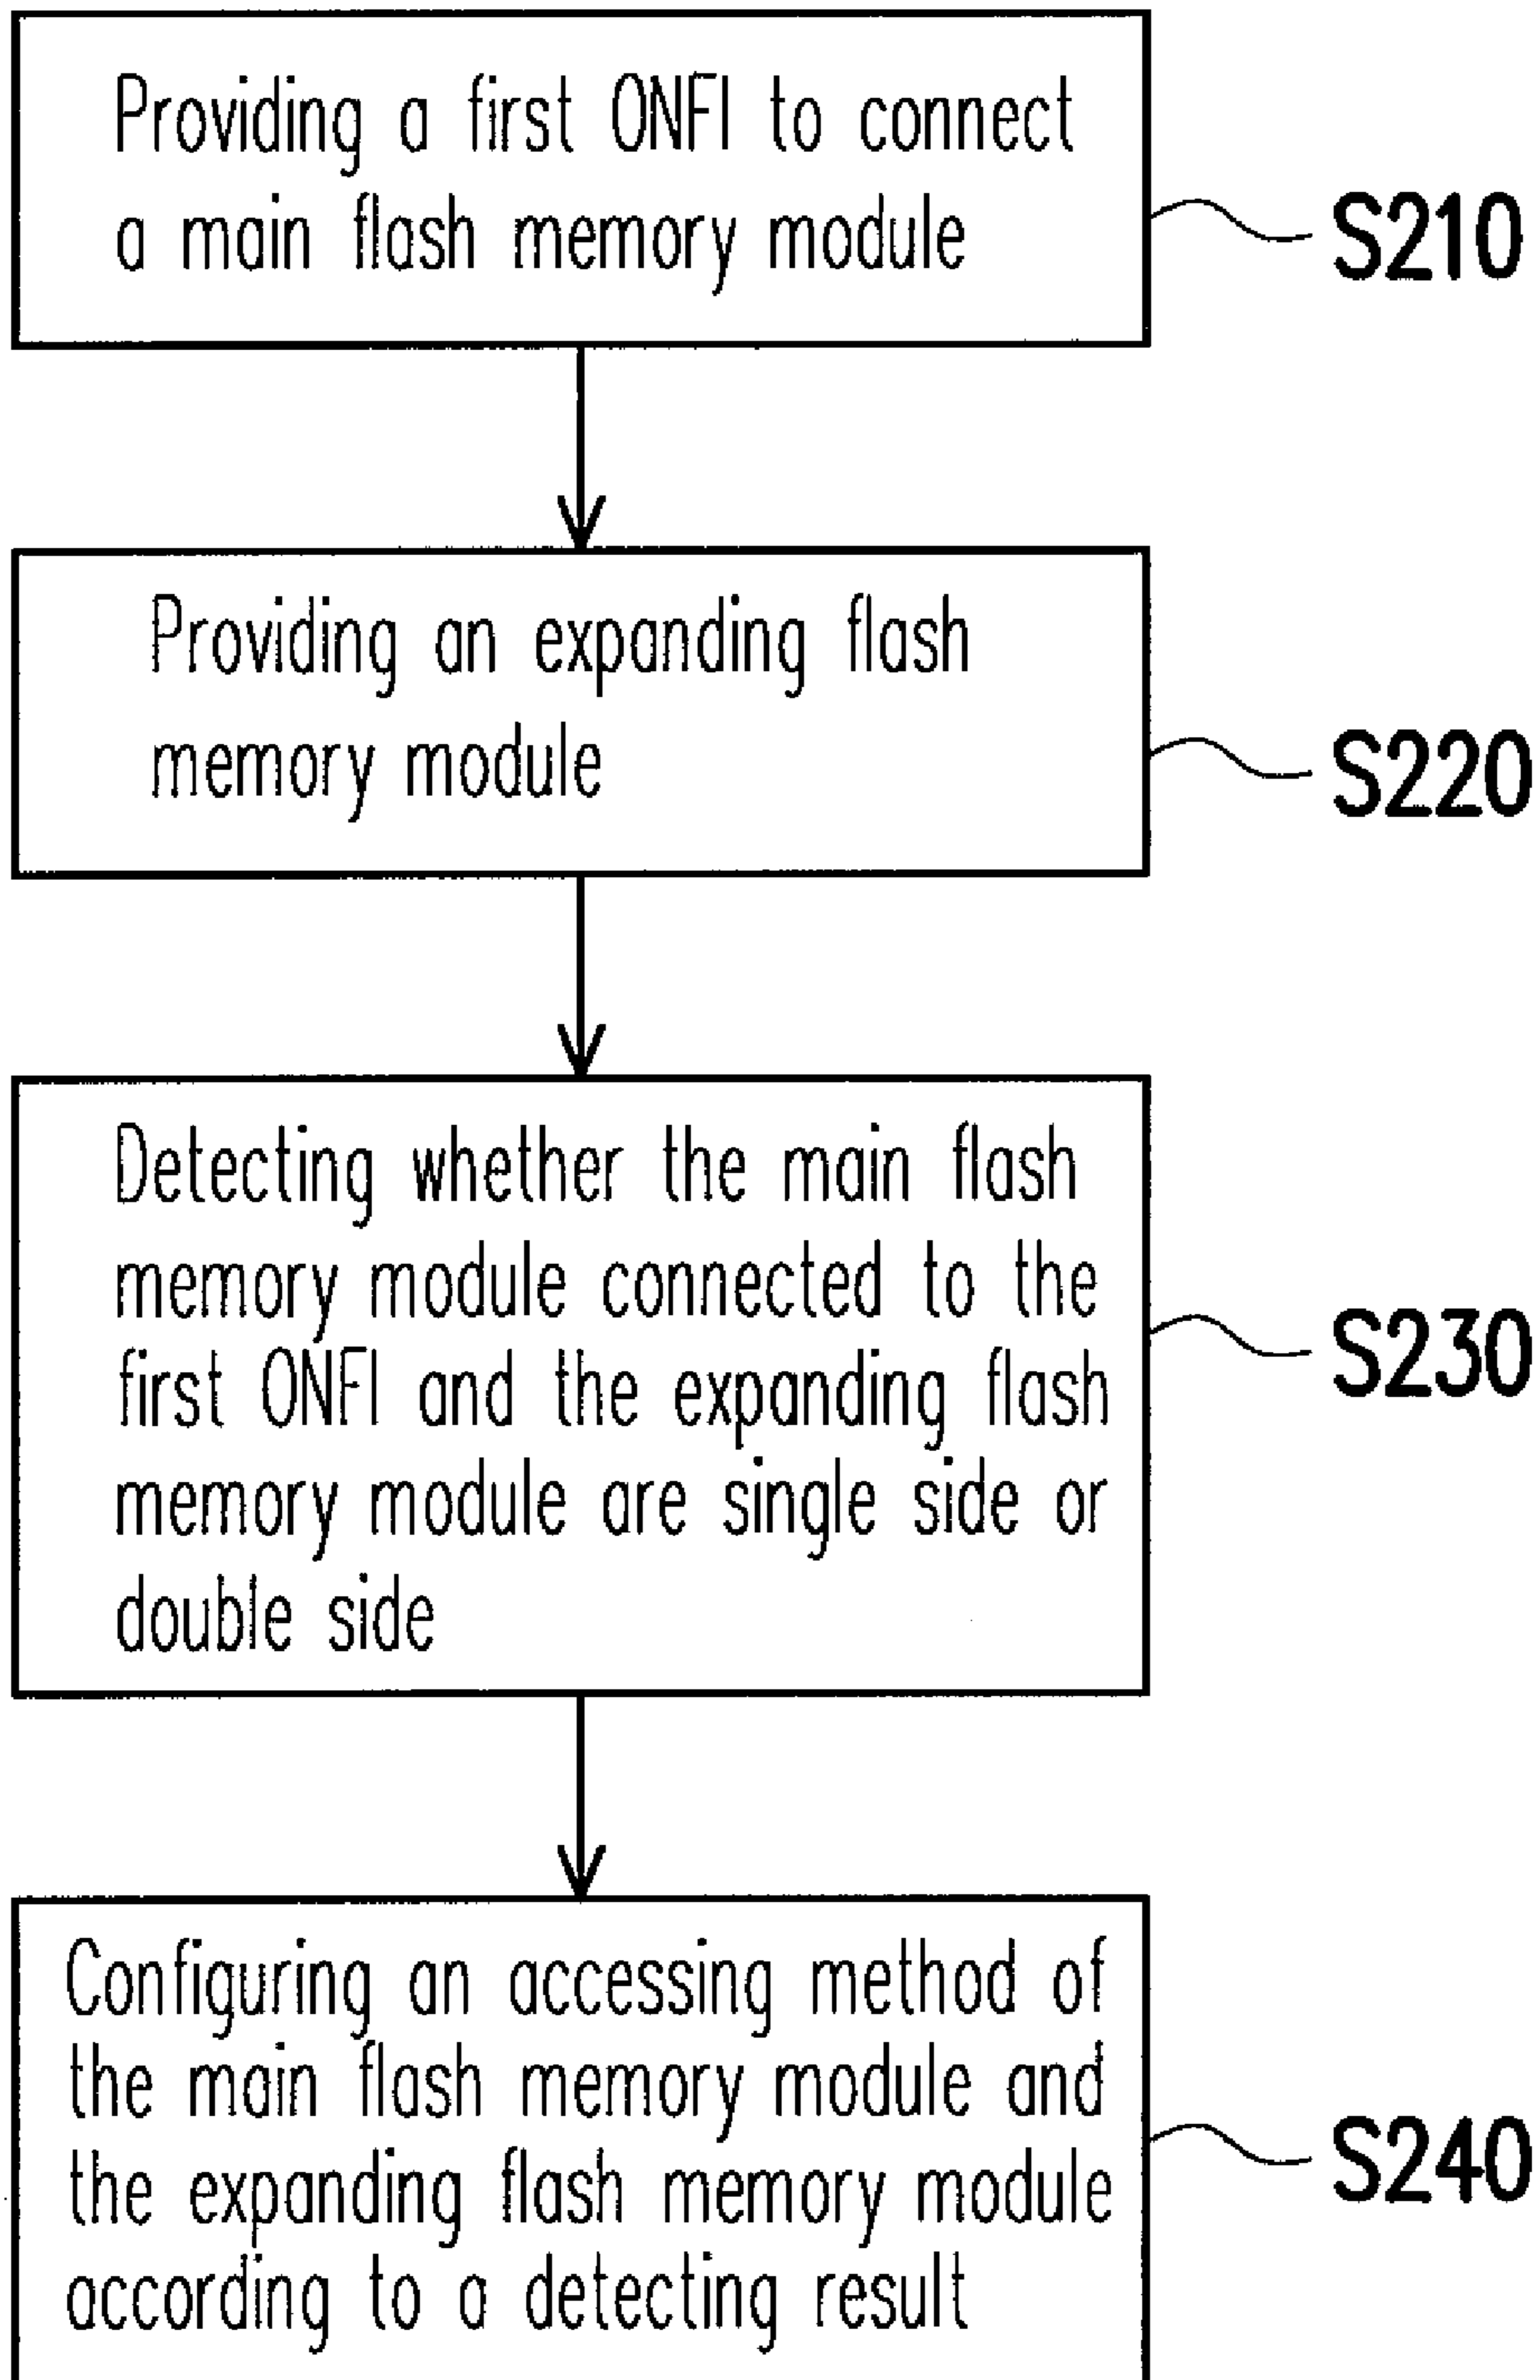 Providing a first ONFI to connect
a main flash memory module
S210
Providing an expanding flash
memory module
S220
Detecting whether the main flash
memory module connected to the
first ONFI and the expanding flash
memory module are single side or
double side
S230
Configuring an accessing method of
the main flash memory module and
the expanding flash memory module
according to a detecting result
S240